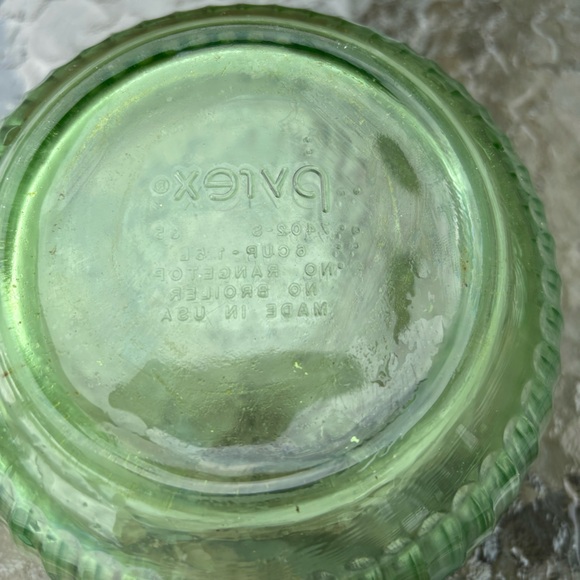 pyrex®
7402-S
6 CUP - 1.5L
NO RANGETOP
NO BROILER
MADE IN USA